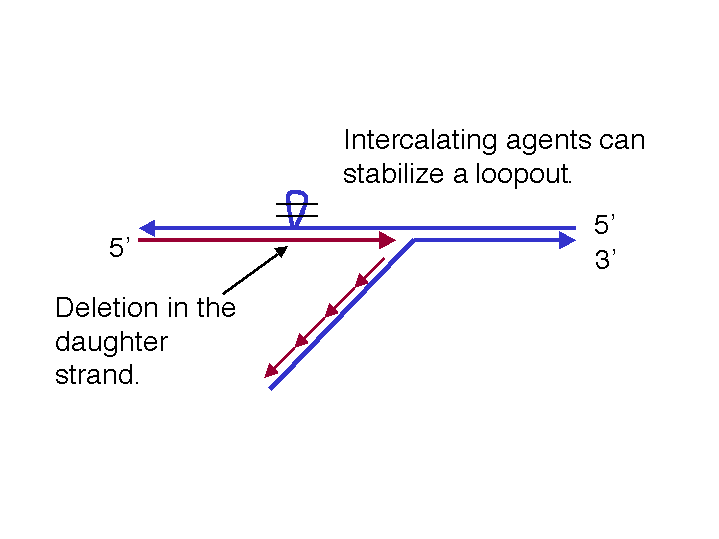 Intercalating agents can
stabilize a loopout.
5’
3’
5’
Deletion in the
daughter
strand.